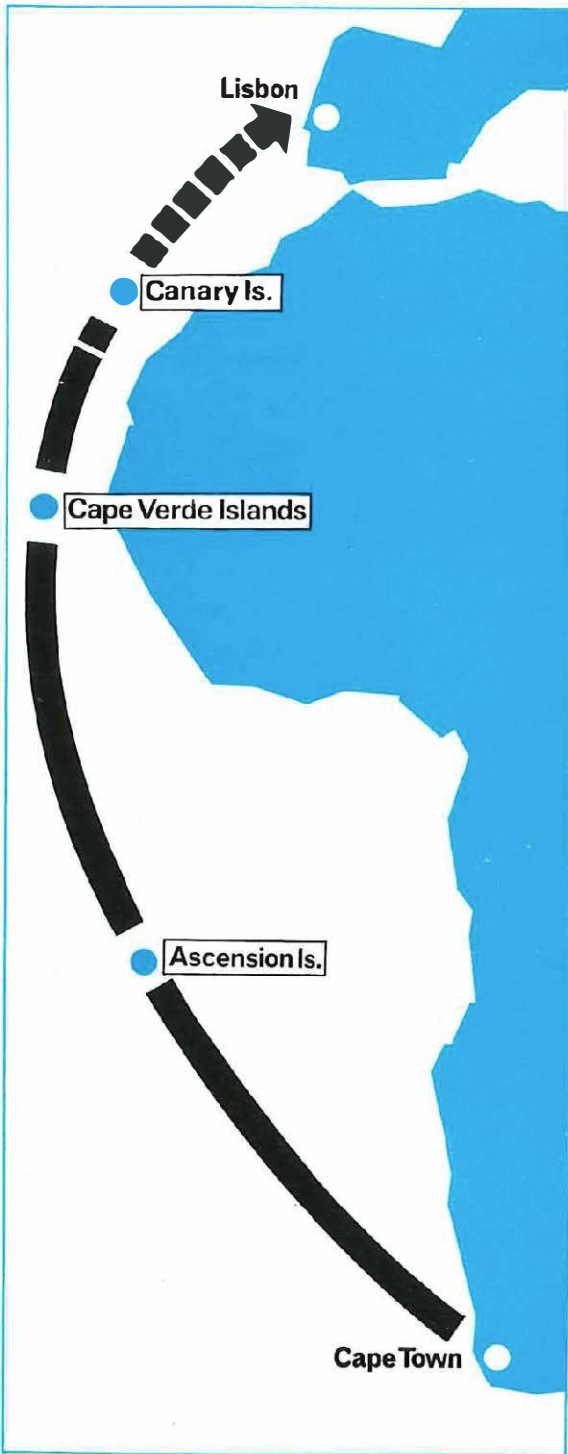 Lisbon
Canary Is.
Cape Verde Islands
Ascension Is.
Cape Town